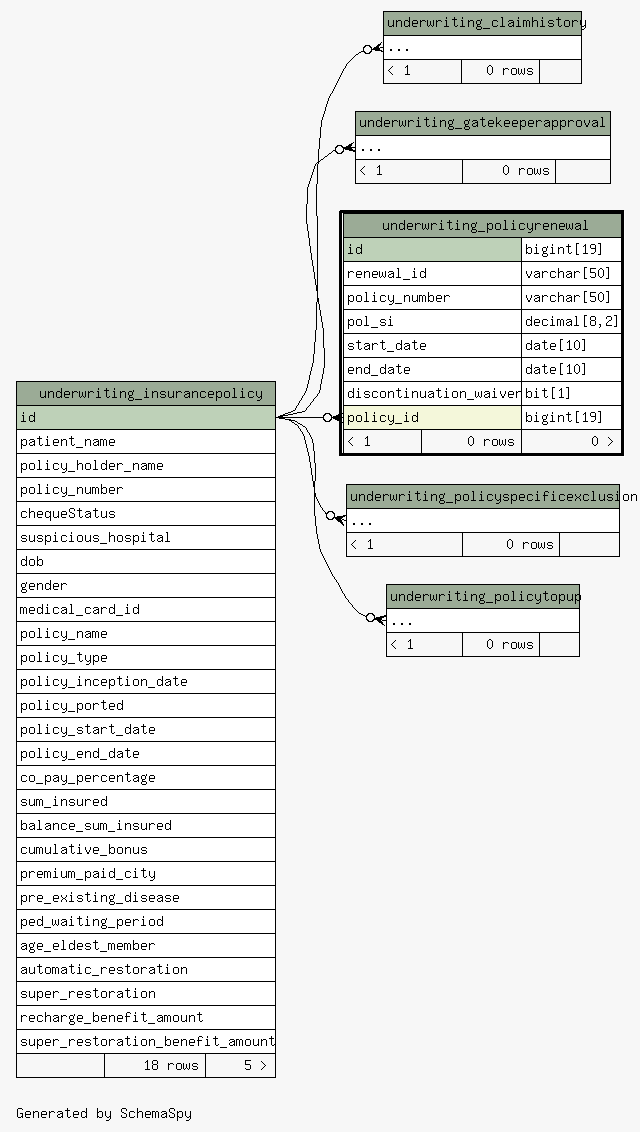 underwriting_claimhistory
...
< 1 0 rows
underwriting_gatekeeperapproval
...
< 1 0 rows
underwriting_policyrenewal
id bigint[19]
renewal_id varchar[50]
policy_number varchar[50]
pol_si decimal[8,2]
start_date date[10]
end_date date[10]
discontinuation_waiver bit[1]
policy_id bigint[19]
< 1 0 rows 0 >
underwriting_policyspecificexclusion
...
< 1 0 rows
underwriting_policytopup
...
< 1 0 rows
underwriting_insurancepolicy
id
patient_name
policy_holder_name
policy_number
chequeStatus
suspicious_hospital
dob
gender
medical_card_id
policy_name
policy_type
policy_inception_date
policy_ported
policy_start_date
policy_end_date
co_pay_percentage
sum_insured
balance_sum_insured
cumulative_bonus
premium_paid_city
pre_existing_disease
ped_waiting_period
age_eldest_member
automatic_restoration
super_restoration
recharge_benefit_amount
super_restoration_benefit_amount
18 rows 5 >
Generated by SchemaSpy